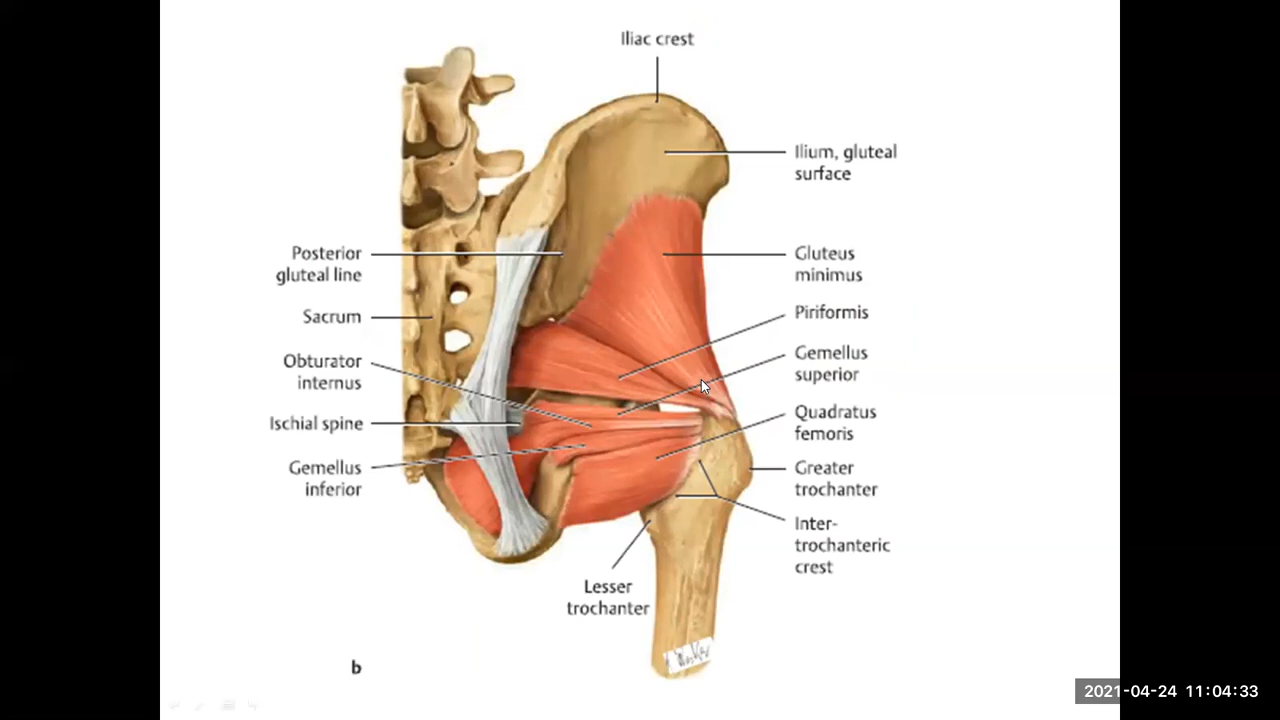 Iliac crest
Ilium, gluteal
surface
Posterior
gluteal line
Gluteus
minimus
Sacrum
Piriformis
Obturator
internus
Gemellus
superior
Ischial spine
Quadratus
femoris
Gemellus
inferior
Greater
trochanter
Inter-
trochanteric
crest
Lesser
trochanter
b
2021-04-24 11:04:33